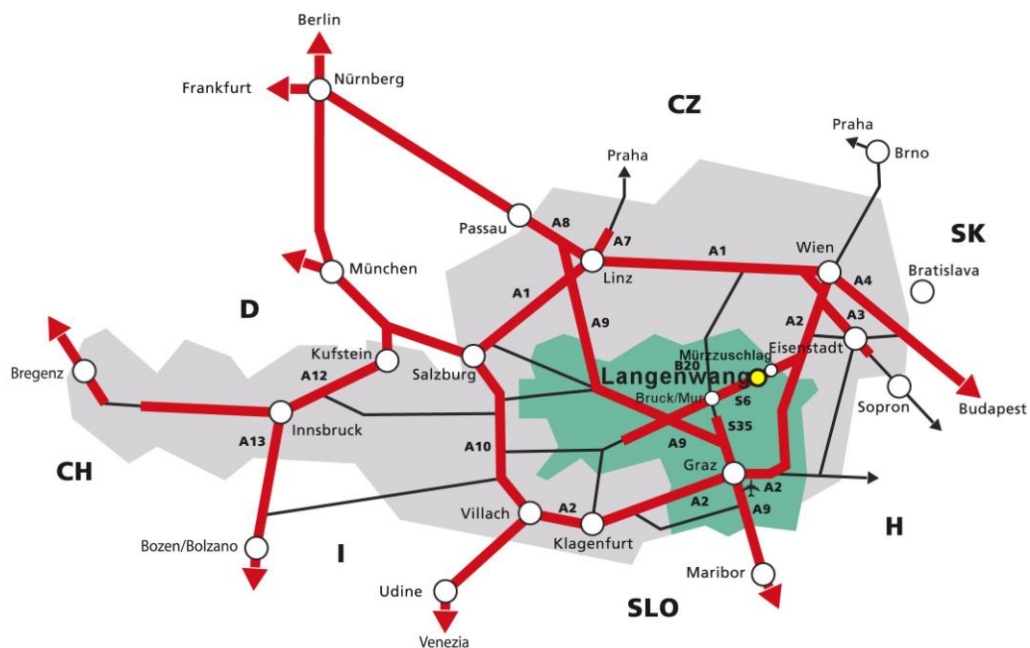 Berlin
Frankfurt
Nürnberg
CZ
Praha
Brno
Praha
Passau
A8
A7
Linz
A1
Wien
SK
Bratislava
A4
München
D
A1
A9
A2
A3
Eisenstadt
Mürzzuschlag
B20
Langenwang
Bruck/Mur
S6
S35
Kufstein
Salzburg
Bregenz
A12
Innsbruck
Sopron
Budapest
A13
A10
A9
CH
Graz
A2
A9
A2
Villach
A2
Klagenfurt
H
Bozen/Bolzano
I
Maribor
Udine
SLO
Venezia